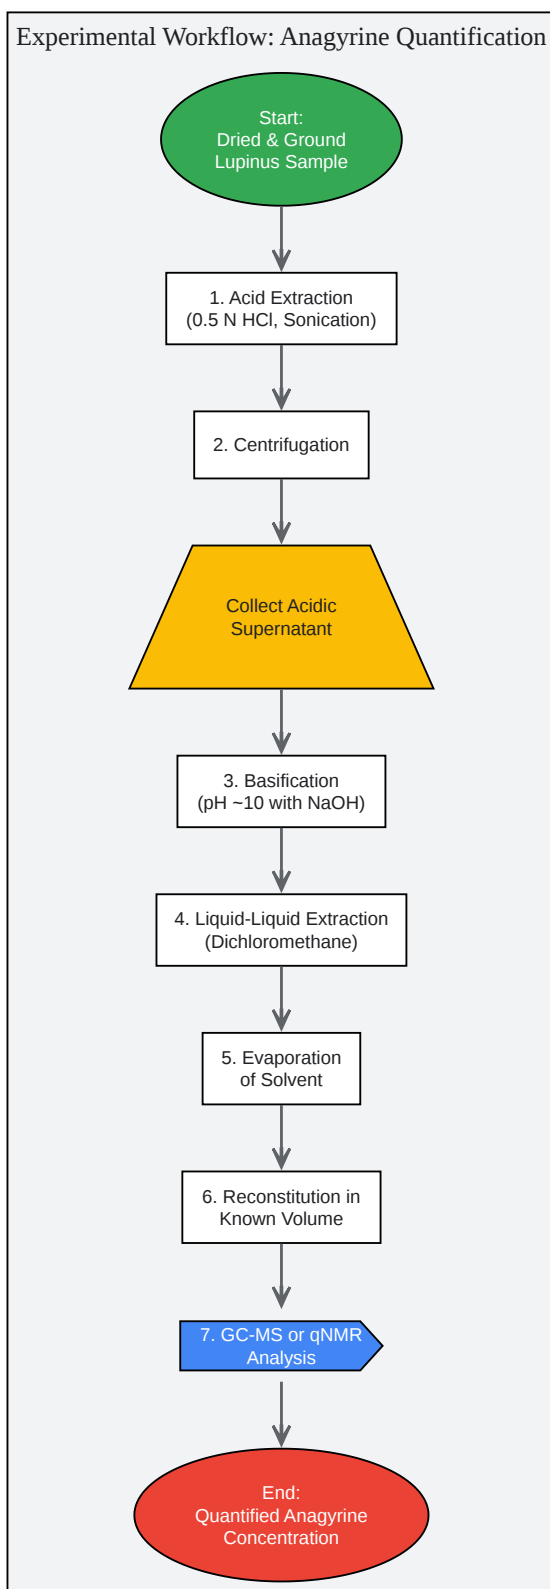 Experimental Workflow: Anagyrine Quantification
Start:
Dried & Ground
Lupinus Sample
1. Acid Extraction
(0.5 N HCl, Sonication)
2. Centrifugation
Collect Acidic
Supernatant
3. Basification
(pH ~10 with NaOH)
4. Liquid-Liquid Extraction
(Dichloromethane)
5. Evaporation
of Solvent
6. Reconstitution in
Known Volume
7. GC-MS or qNMR
Analysis
End:
Quantified Anagyrine
Concentration